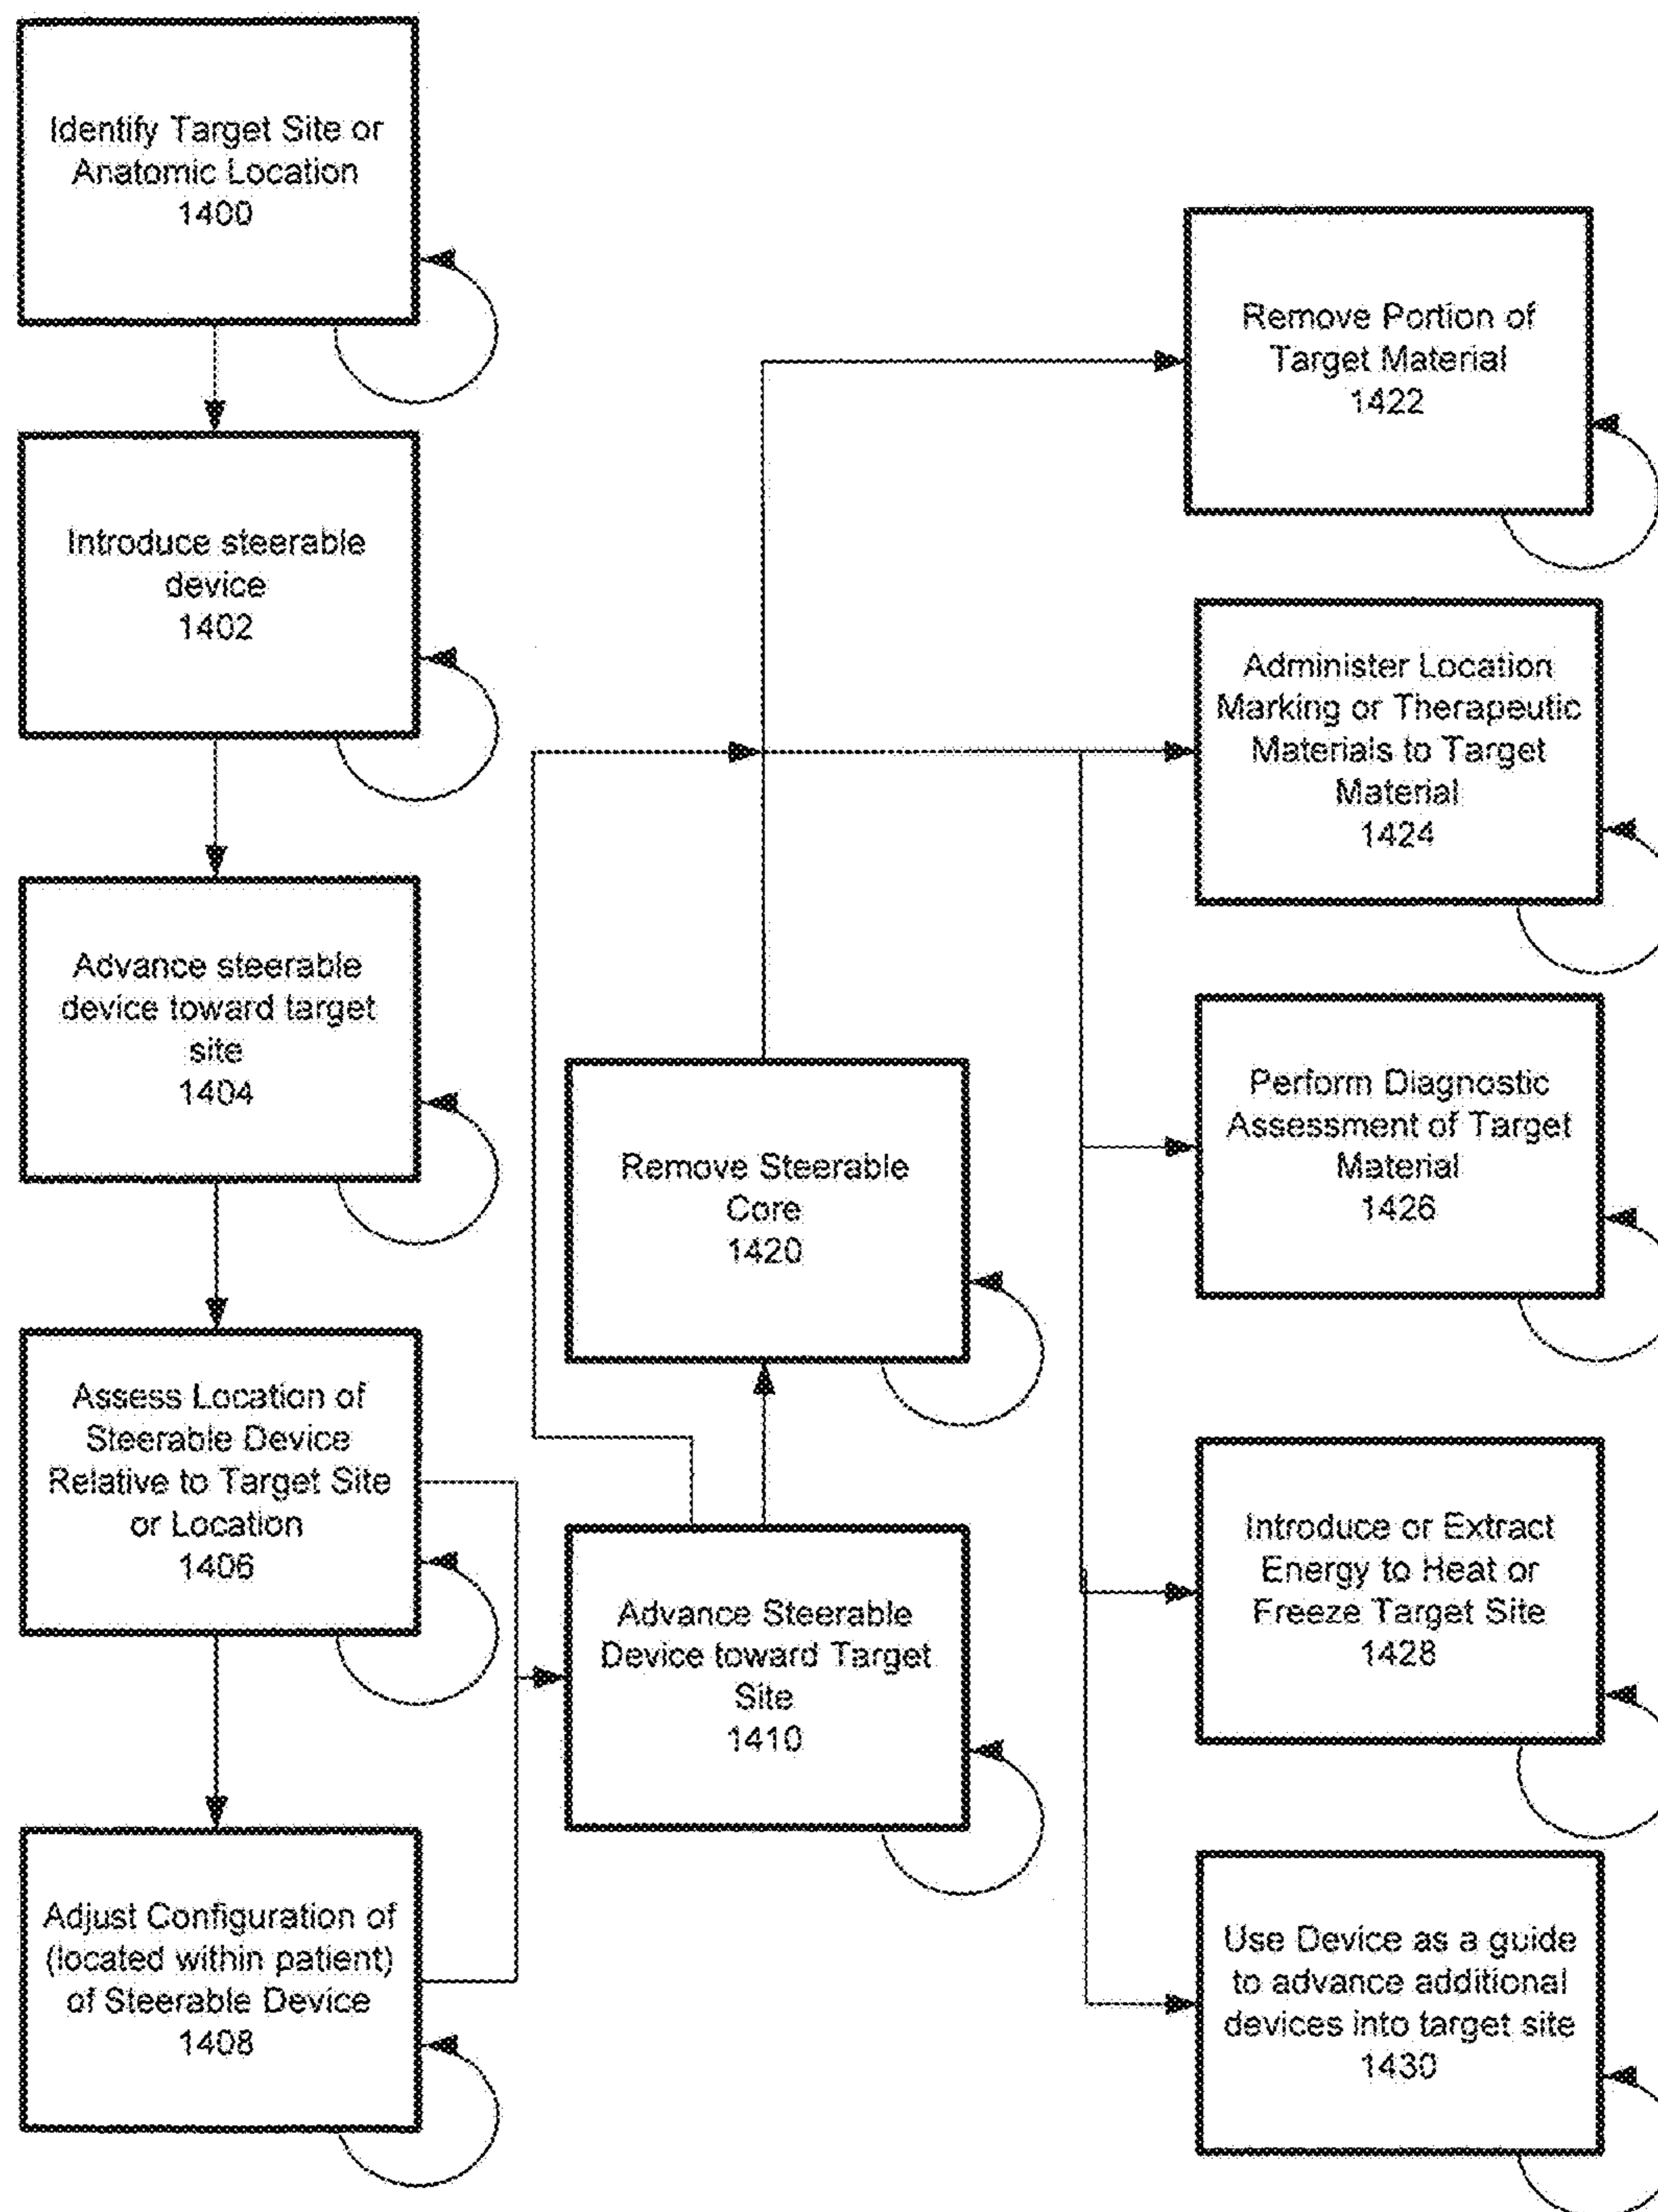 Identify Target Site or
Anatomic Location
1400
Introduce steerable
device
1402
Advance steerable
device toward target
site
1404
Assess Location of
Steerable Device
Relative to Target Site
or Location
1406
Adjust Configuration of
(located within patient)
of Steerable Device
1408
Remove Steerable
Core
1420
Advance Steerable
Device toward Target
Site
1410
Remove Portion of
Target Material
1422
Administer Location
Marking or Therapeutic
Materials to Target
Material
1424
Perform Diagnostic
Assessment of Target
Material
1426
Introduce or Extract
Energy to Heat or
Freeze Target Site
1428
Use Device as a guide
to advance additional
devices into target site
1430